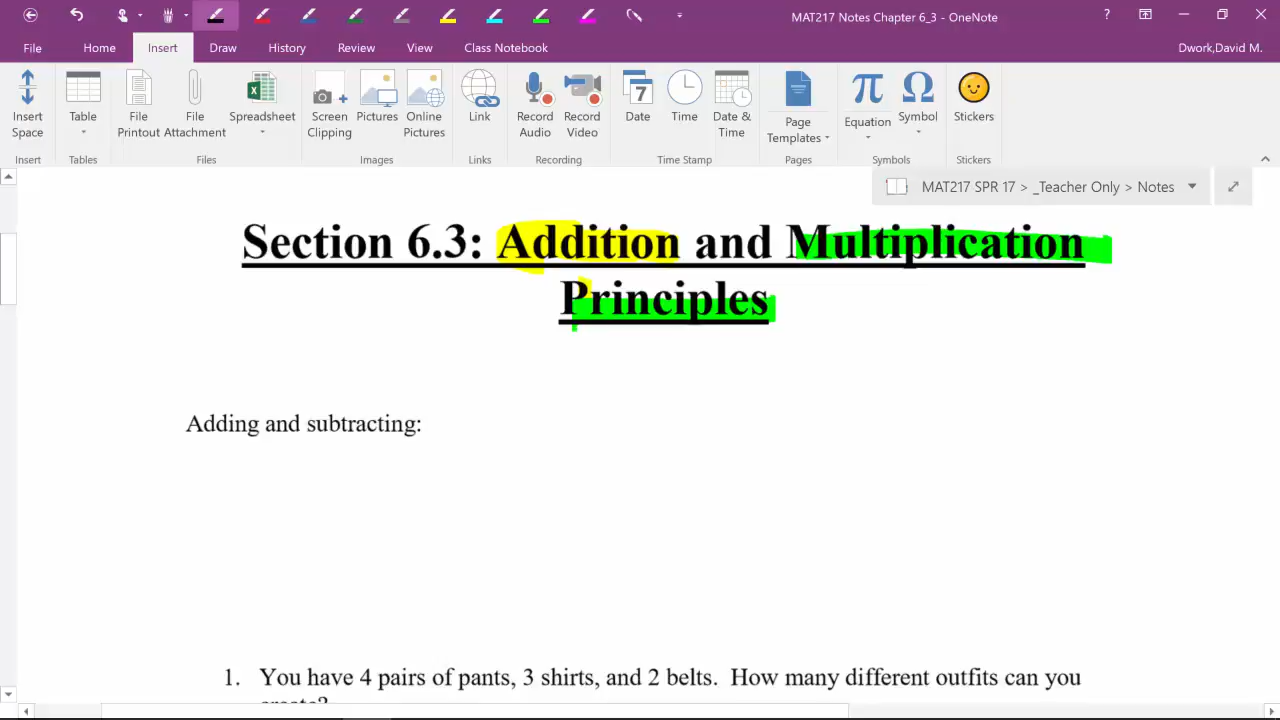 MAT217 Notes Chapter 6_3 - OneNote
?
File Home Insert Draw History Review View Class Notebook Dwork,David M.
Insert Space
Table
File Printout
File Attachment
Spreadsheet
Screen Clipping
Pictures
Online Pictures
Link
Record Audio
Record Video
7
Date
Time
Date & Time
Page Templates
π
Equation
Ω
Symbol
Stickers
Insert Tables Files Images Links Recording Time Stamp Pages Symbols Stickers
MAT217 SPR 17 > _Teacher Only > Notes
Section 6.3: Addition and Multiplication
Principles
Adding and subtracting:
1. You have 4 pairs of pants, 3 shirts, and 2 belts. How many different outfits can you
create?